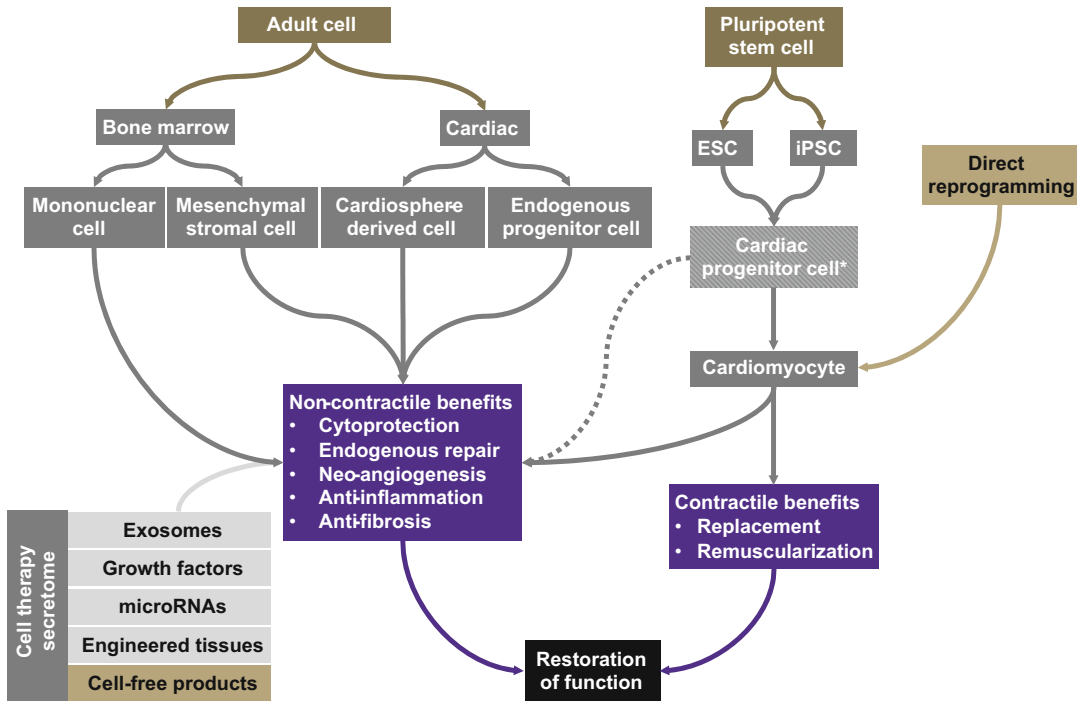 Adult cell
Pluripotent
stem cell
Bone marrow
Cardiac
ESC
iPSC
Direct
reprogramming
Mononuclear
cell
Mesenchymal
stromal cell
Cardiosphere
derived cell
Endogenous
progenitor cell
Cardiac
progenitor cell*
Cardiomyocyte
Non-contractile benefits
• Cytoprotection
• Endogenous repair
• Neo-angiogenesis
• Anti-inflammation
• Anti-fibrosis
Contractile benefits
• Replacement
• Remuscularization
Cell therapy
secretome
Exosomes
Growth factors
microRNAs
Engineered tissues
Cell-free products
Restoration
of function